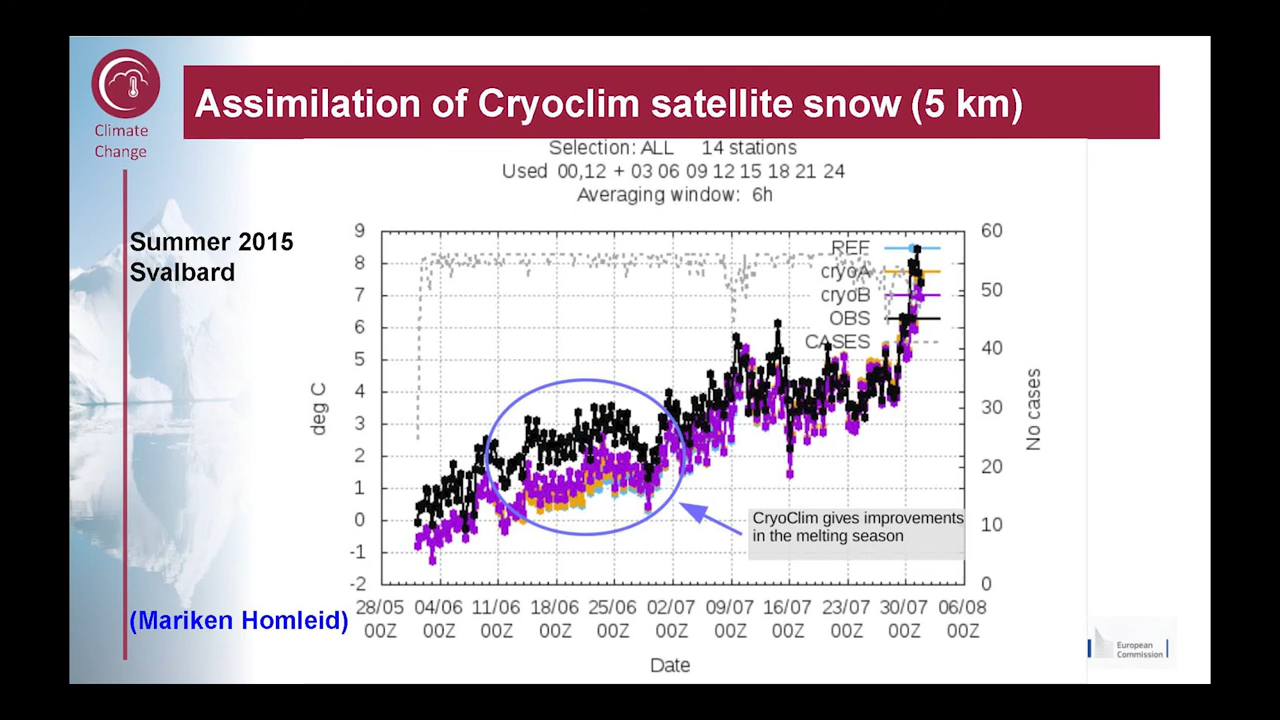 Assimilation of Cryoclim satellite snow (5 km)
Climate
Change
Selection: ALL 14 stations
Used 00,12 + 03 06 09 12 15 18 21 24
Averaging window: 6h
Summer 2015
Svalbard
(Mariken Homleid)
deg C
9
8
7
6
5
4
3
2
1
0
-1
-2
REF
cryoA
cryoB
OBS
CASES
60
50
40
30
20
10
0
No cases
CryoClim gives improvements
in the melting season
28/05 04/06 11/06 18/06 25/06 02/07 09/07 16/07 23/07 30/07 06/08
00Z 00Z 00Z 00Z 00Z 00Z 00Z 00Z 00Z 00Z 00Z
Date
European
Commission